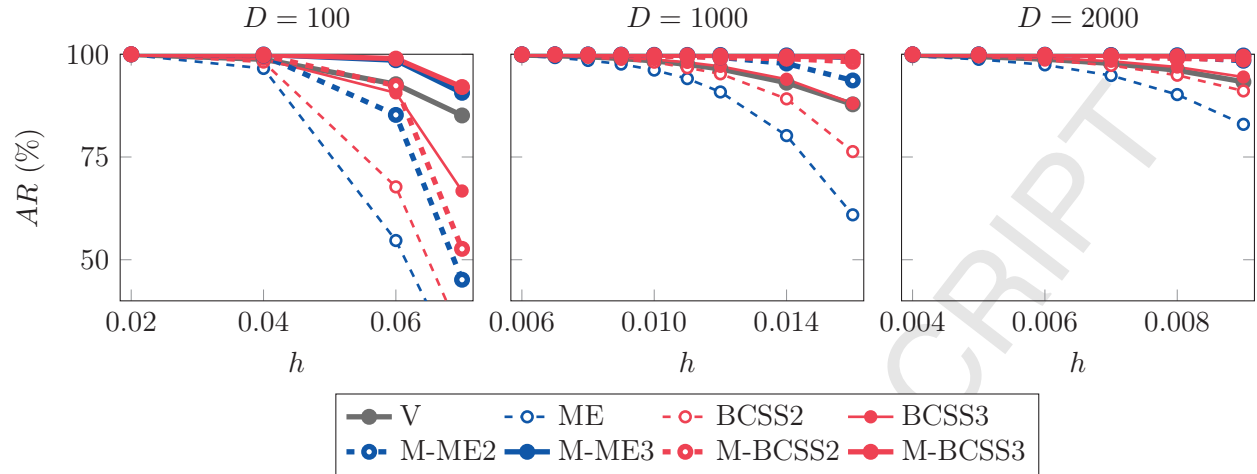 D = 100
D = 1000
D = 2000
AR (%)
100
75
50
0.02 0.04 0.06
0.006 0.010 0.014
0.004 0.006 0.008
h
h
h
CRIPT
V ME BCSS2 BCSS3
M-ME2 M-ME3 M-BCSS2 M-BCSS3